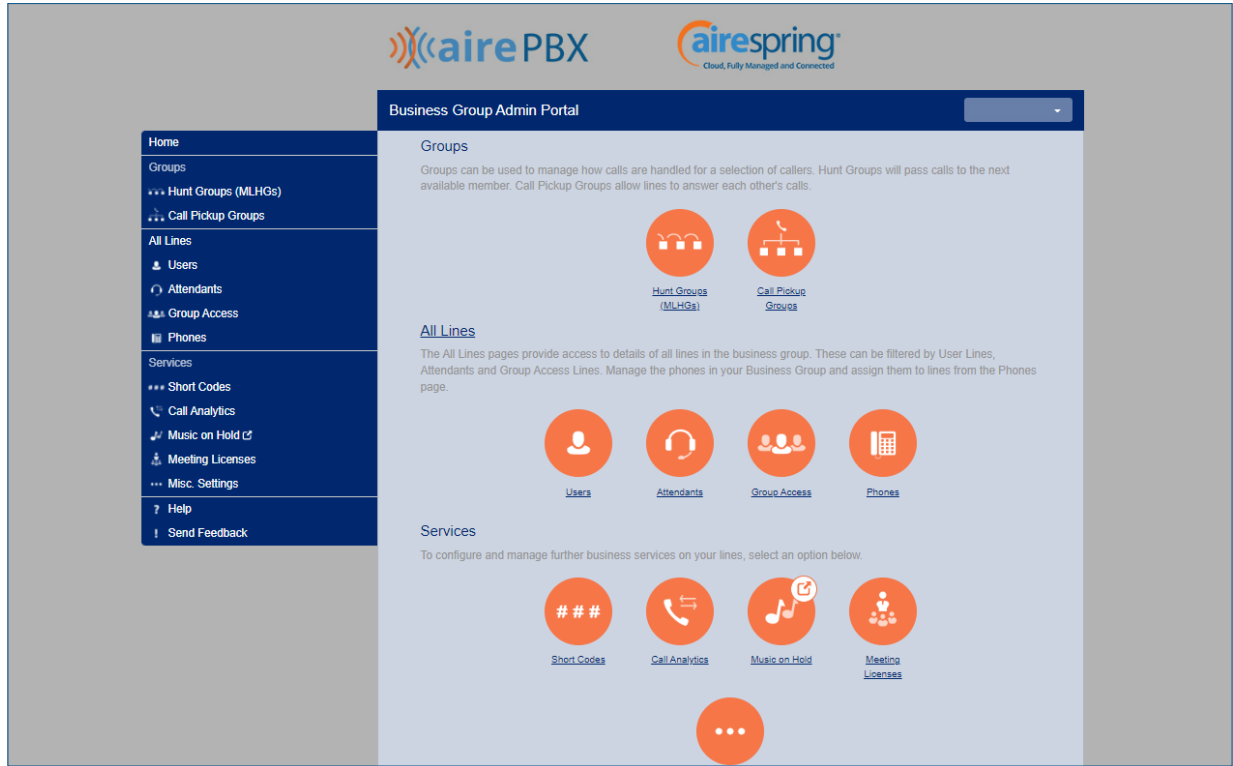 airePBX
airespring
Cloud, Fully Managed and Connected
Business Group Admin Portal
Home
Groups
Hunt Groups (MLHGs)
Call Pickup Groups
All Lines
Users
Attendants
Group Access
Phones
Services
### Short Codes
Call Analytics
Music on Hold
Meeting Licenses
Misc. Settings
? Help
! Send Feedback
Groups
Groups can be used to manage how calls are handled for a selection of callers. Hunt Groups will pass calls to the next
available member. Call Pickup Groups allow lines to answer each other's calls.
Hunt Groups
(MLHGs)
Call Pickup
Groups
All Lines
The All Lines pages provide access to details of all lines in the business group. These can be filtered by User Lines,
Attendants and Group Access Lines. Manage the phones in your Business Group and assign them to lines from the Phones
page.
Users
Attendants
Group Access
Phones
Services
To configure and manage further business services on your lines, select an option below.
###
Short Codes
Call Analytics
Music on Hold
Meeting
Licenses